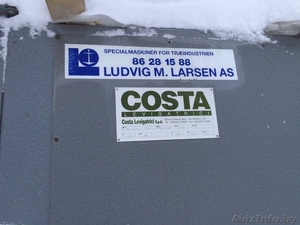 SPECIALMASKINER FOR TRÆINDUSTRIEN
86 28 15 88
LUDVIG M. LARSEN AS
COSTA
LEVIGATRICI
Costa Levigatrici s.p.A.
AvizInfo.by